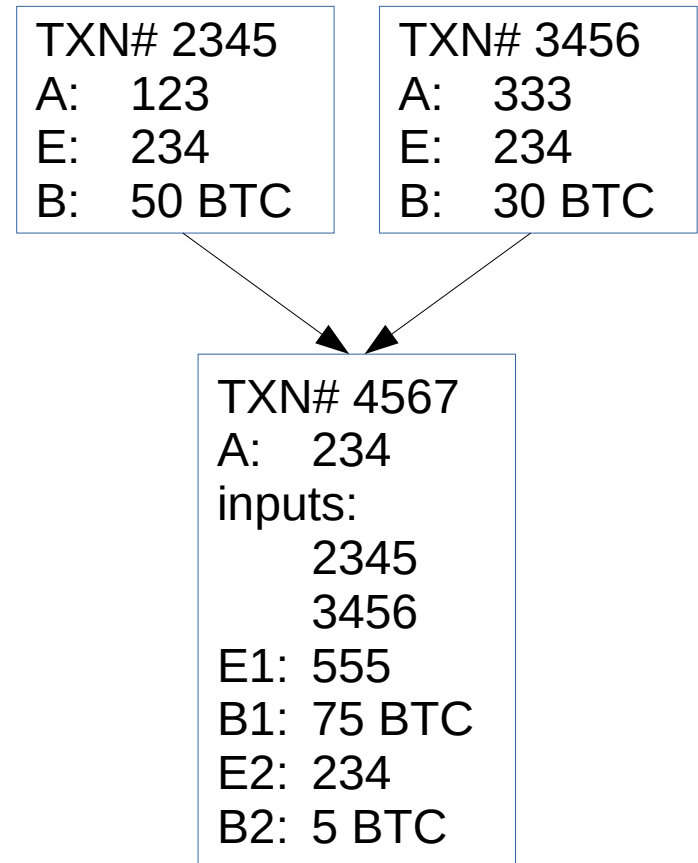 TXN# 2345
A: 123
E: 234
B: 50 BTC
TXN# 3456
A: 333
E: 234
B: 30 BTC
TXN# 4567
A: 234
inputs:
2345
3456
E1: 555
B1: 75 BTC
E2: 234
B2: 5 BTC